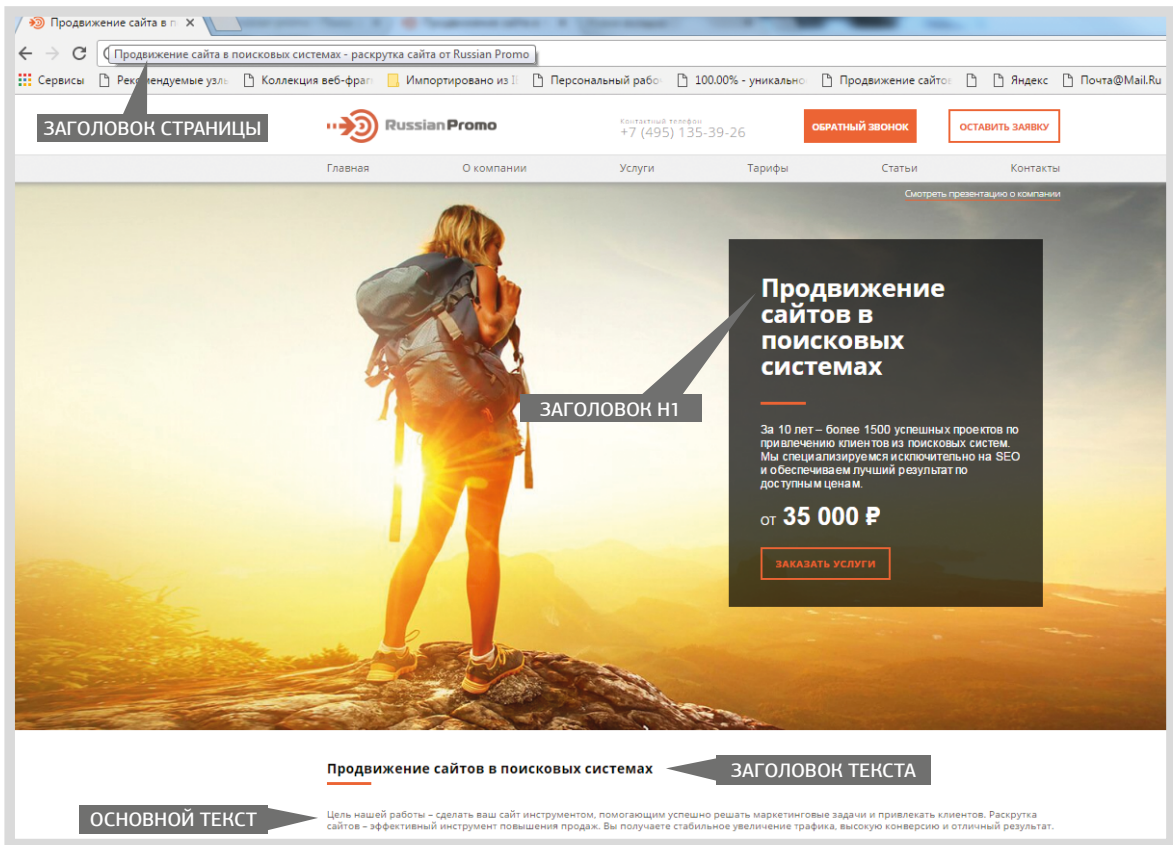 Продвижение сайта в п
Продвижение сайта в поисковых системах - раскрутка сайта от Russian Promo
Сервисы Рекомендуемые узл Коллекция веб-фраг Импортировано из Персональный рабо 100.00% - уникально Продвижение сайтов Яндекс Почта@Mail.Ru
ЗАГОЛОВОК СТРАНИЦЫ
Russian Promo
Контактный телефон
+7 (495) 135-39-26
ОБРАТНЫЙ ЗВОНОК
ОСТАВИТЬ ЗАЯВКУ
Главная О компании Услуги Тарифы Статьи Контакты
Смотреть презентацию о компании
Продвижение
сайтов в
поисковых
системах
ЗАГОЛОВОК H1
За 10 лет – более 1500 успешных проектов по
привлечению клиентов из поисковых систем.
Мы специализируемся исключительно на SEO
и обеспечиваем лучший результат по
доступным ценам.
от 35 000 ₽
ЗАКАЗАТЬ УСЛУГИ
Продвижение сайтов в поисковых системах
ЗАГОЛОВОК ТЕКСТА
ОСНОВНОЙ ТЕКСТ
Цель нашей работы – сделать ваш сайт инструментом, помогающим успешно решать маркетинговые задачи и привлекать клиентов. Раскрутка
сайтов – эффективный инструмент повышения продаж. Вы получаете стабильное увеличение трафика, высокую конверсию и отличный результат.